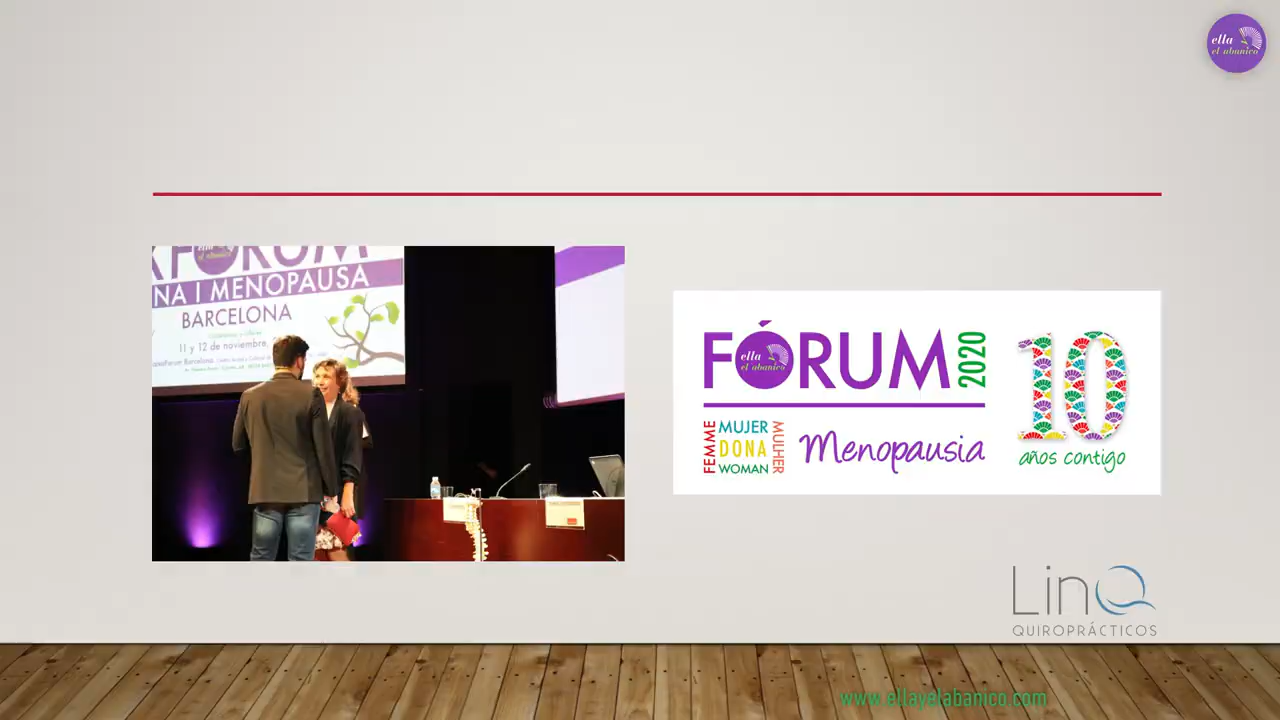 ella
el abanico
FÓRUM
ella
el abanico
NA I MENOPAUSA
BARCELONA
11 y 12 de noviembre,
FÓRUM 2020
ella
el abanico
FEMME MUJER DONA WOMAN MULHER
Menopausia
10
años contigo
LinQ
QUIROPRÁCTICOS
www.ellayelabanico.com